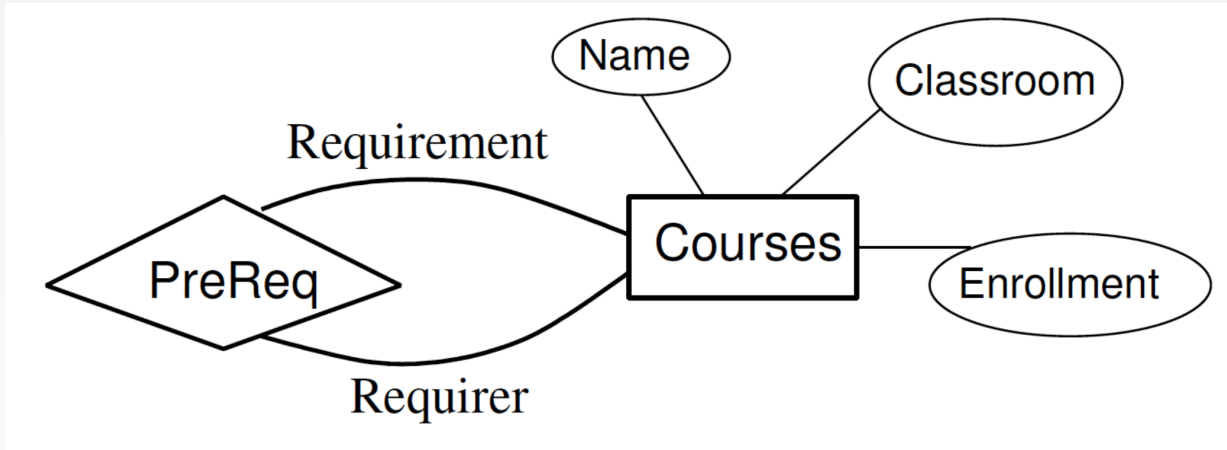 Name
Classroom
Requirement
Courses
PreReq
Enrollment
Requirer